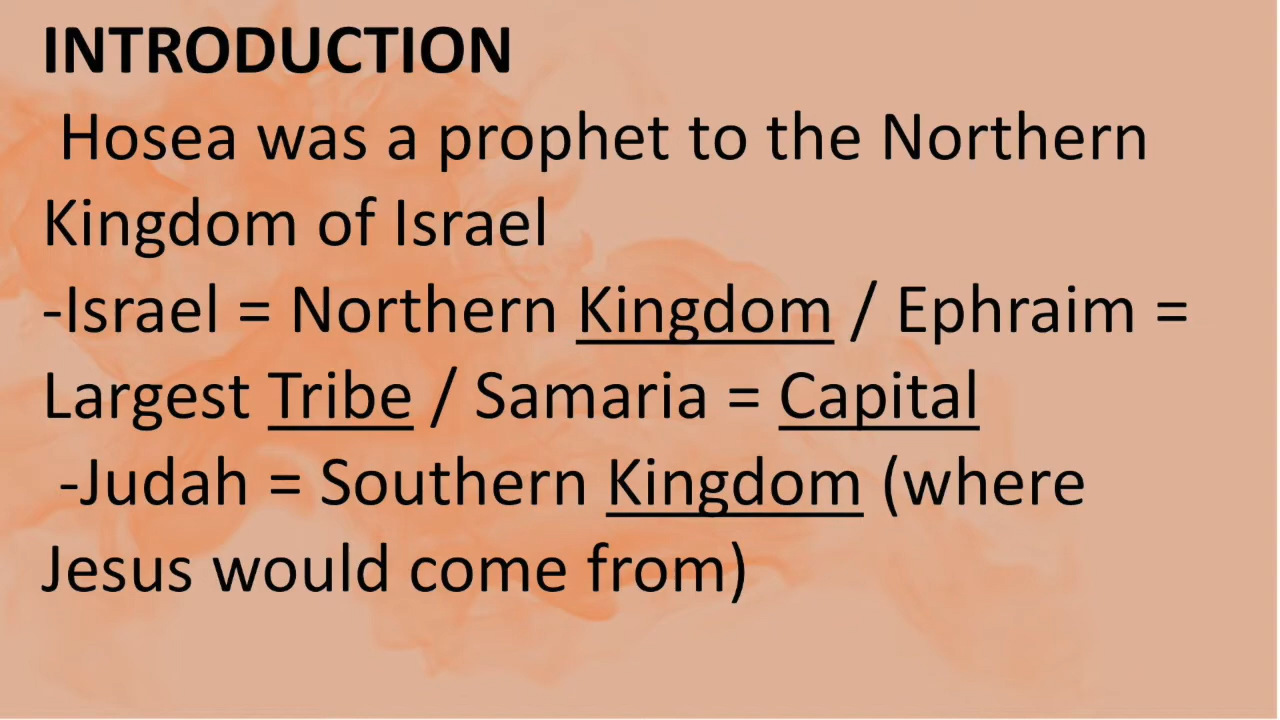 INTRODUCTION
Hosea was a prophet to the Northern
Kingdom of Israel
-Israel = Northern Kingdom / Ephraim =
Largest Tribe / Samaria = Capital
-Judah = Southern Kingdom (where
Jesus would come from)